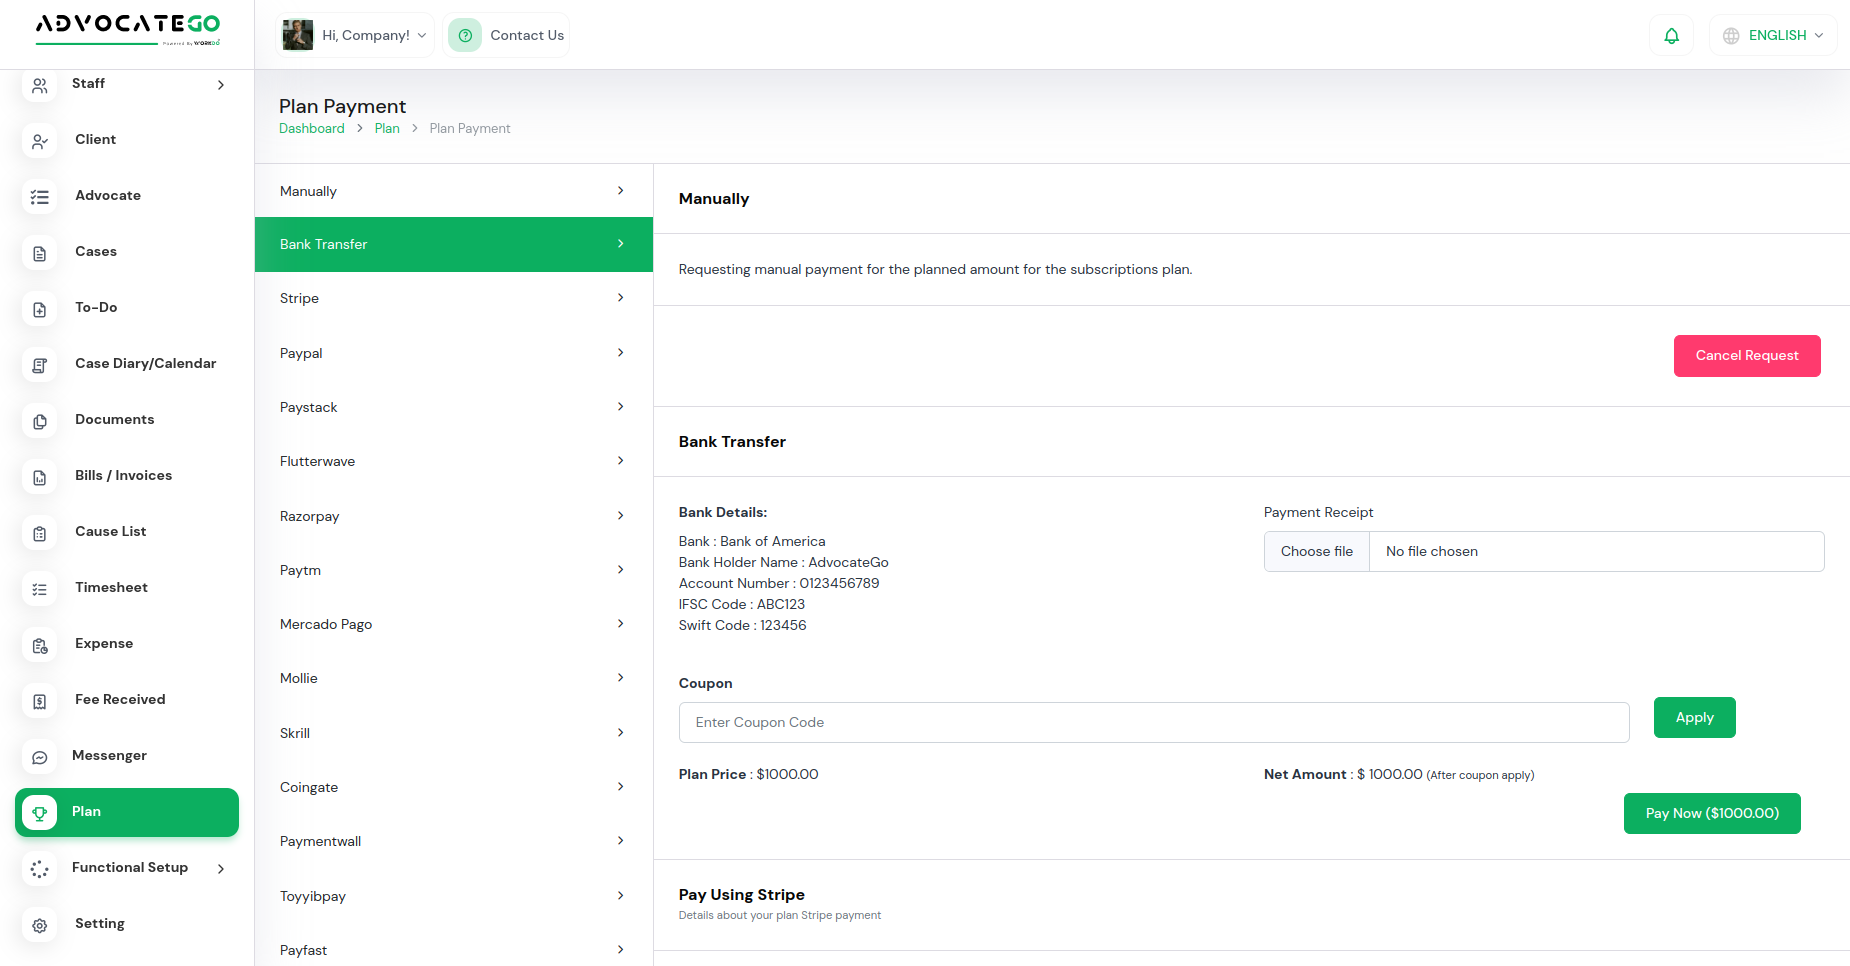 ADVOCATEGO
Powered By WORKDO
Hi, Company!
Contact Us
ENGLISH
Staff
Client
Advocate
Cases
To-Do
Case Diary/Calendar
Documents
Bills / Invoices
Cause List
Timesheet
Expense
Fee Received
Messenger
Plan
Functional Setup
Setting
Plan Payment
Dashboard > Plan > Plan Payment
Manually
Bank Transfer
Stripe
Paypal
Paystack
Flutterwave
Razorpay
Paytm
Mercado Pago
Mollie
Skrill
Coingate
Paymentwall
Toyyibpay
Payfast
Manually
Requesting manual payment for the planned amount for the subscriptions plan.
Cancel Request
Bank Transfer
Bank Details:
Bank : Bank of America
Bank Holder Name : AdvocateGo
Account Number : 0123456789
IFSC Code : ABC123
Swift Code : 123456
Payment Receipt
Choose file No file chosen
Coupon
Enter Coupon Code
Apply
Plan Price : $1000.00
Net Amount : $ 1000.00 (After coupon apply)
Pay Now ($1000.00)
Pay Using Stripe
Details about your plan Stripe payment